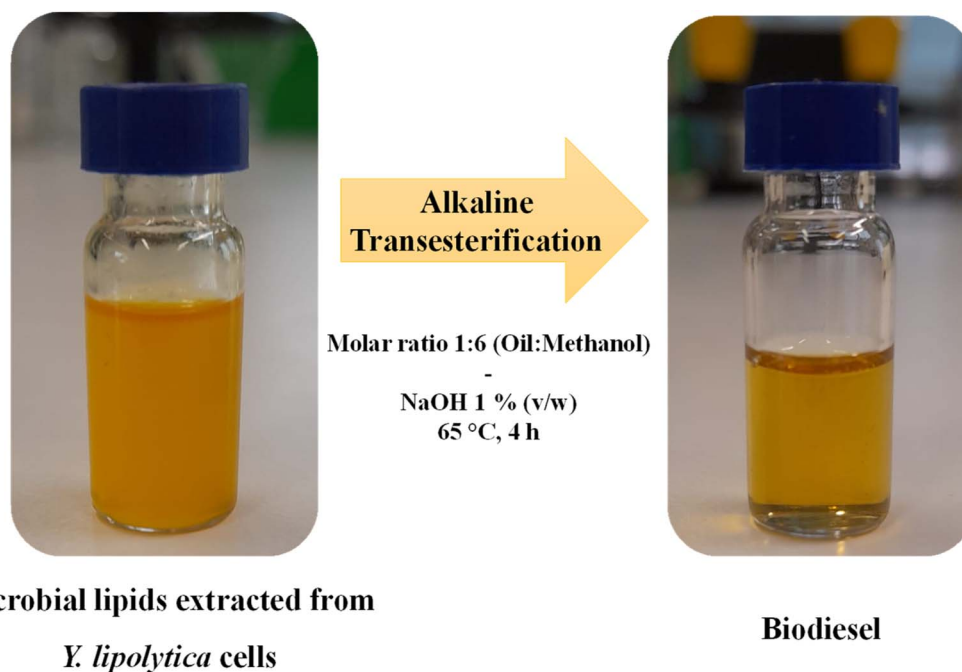 Alkaline
Transesterification
Molar ratio 1:6 (Oil:Methanol)
-
NaOH 1 % (v/w)
65 °C, 4 h
crobial lipids extracted from
Y. lipolytica cells
Biodiesel